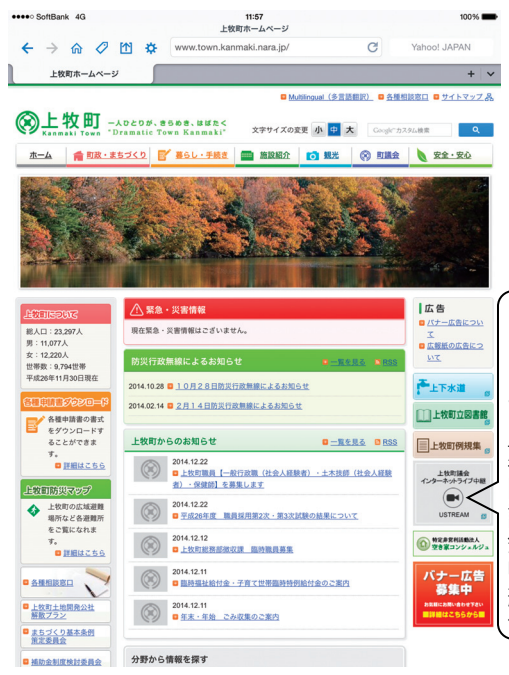 SoftBank 4G 11:57 100%
上牧町ホームページ
www.town.kanmaki.nara.jp/
Yahoo! JAPAN
上牧町ホームページ
Multilingual（多言語翻訳） 各種相談窓口 サイトマップ
上牧町
Kanmaki Town
―人ひとりが、きらめき、はばたく
"Dramatic Town Kanmaki"
文字サイズの変更 小 中 大
Google カスタム検索
ホーム 町政・まちづくり 暮らし・手続き 施設紹介 観光 町議会 安全・安心
上牧町について
総人口：23,297人
男：11,077人
女：12,220人
世帯数：9,794世帯
平成26年11月30日現在
各種申請書ダウンロード
各種申請書の書式
をダウンロードす
ることができま
す。
詳細はこちら
上牧町防災マップ
上牧町の広域避難
場所など各避難所
をご覧になれま
す。
詳細はこちら
各種相談窓口
上牧町土地開発公社
解散プラン
まちづくり基本条例
策定委員会
補助金制度検討委員会
緊急・災害情報
現在緊急・災害情報はございません。
防災行政無線によるお知らせ 一覧を見る RSS
2014.10.28 １０月２８日防災行政無線によるお知らせ
2014.02.14 ２月１４日防災行政無線によるお知らせ
上牧町からのお知らせ 一覧を見る RSS
2014.12.22
上牧町職員【一般行政職（社会人経験者）・土木技師（社会人経験
者）・保健師】を募集します
2014.12.22
平成26年度 職員採用第2次・第3次試験の結果について
2014.12.12
上牧町総務部徴収課 臨時職員募集
2014.12.11
臨時福祉給付金・子育て世帯臨時特例給付金のご案内
2014.12.11
年末・年始 ごみ収集のご案内
分野から情報を探す
広告
バナー広告につい
て
広報紙の広告につ
いて
上下水道
上牧町立図書館
上牧町例規集
上牧町議会
インターネットライブ中継
USTREAM
特定非営利活動法人
空き家コンシェルジュ
バナー広告
募集中
お気軽にお問い合わせ下さい
詳細はこちらから